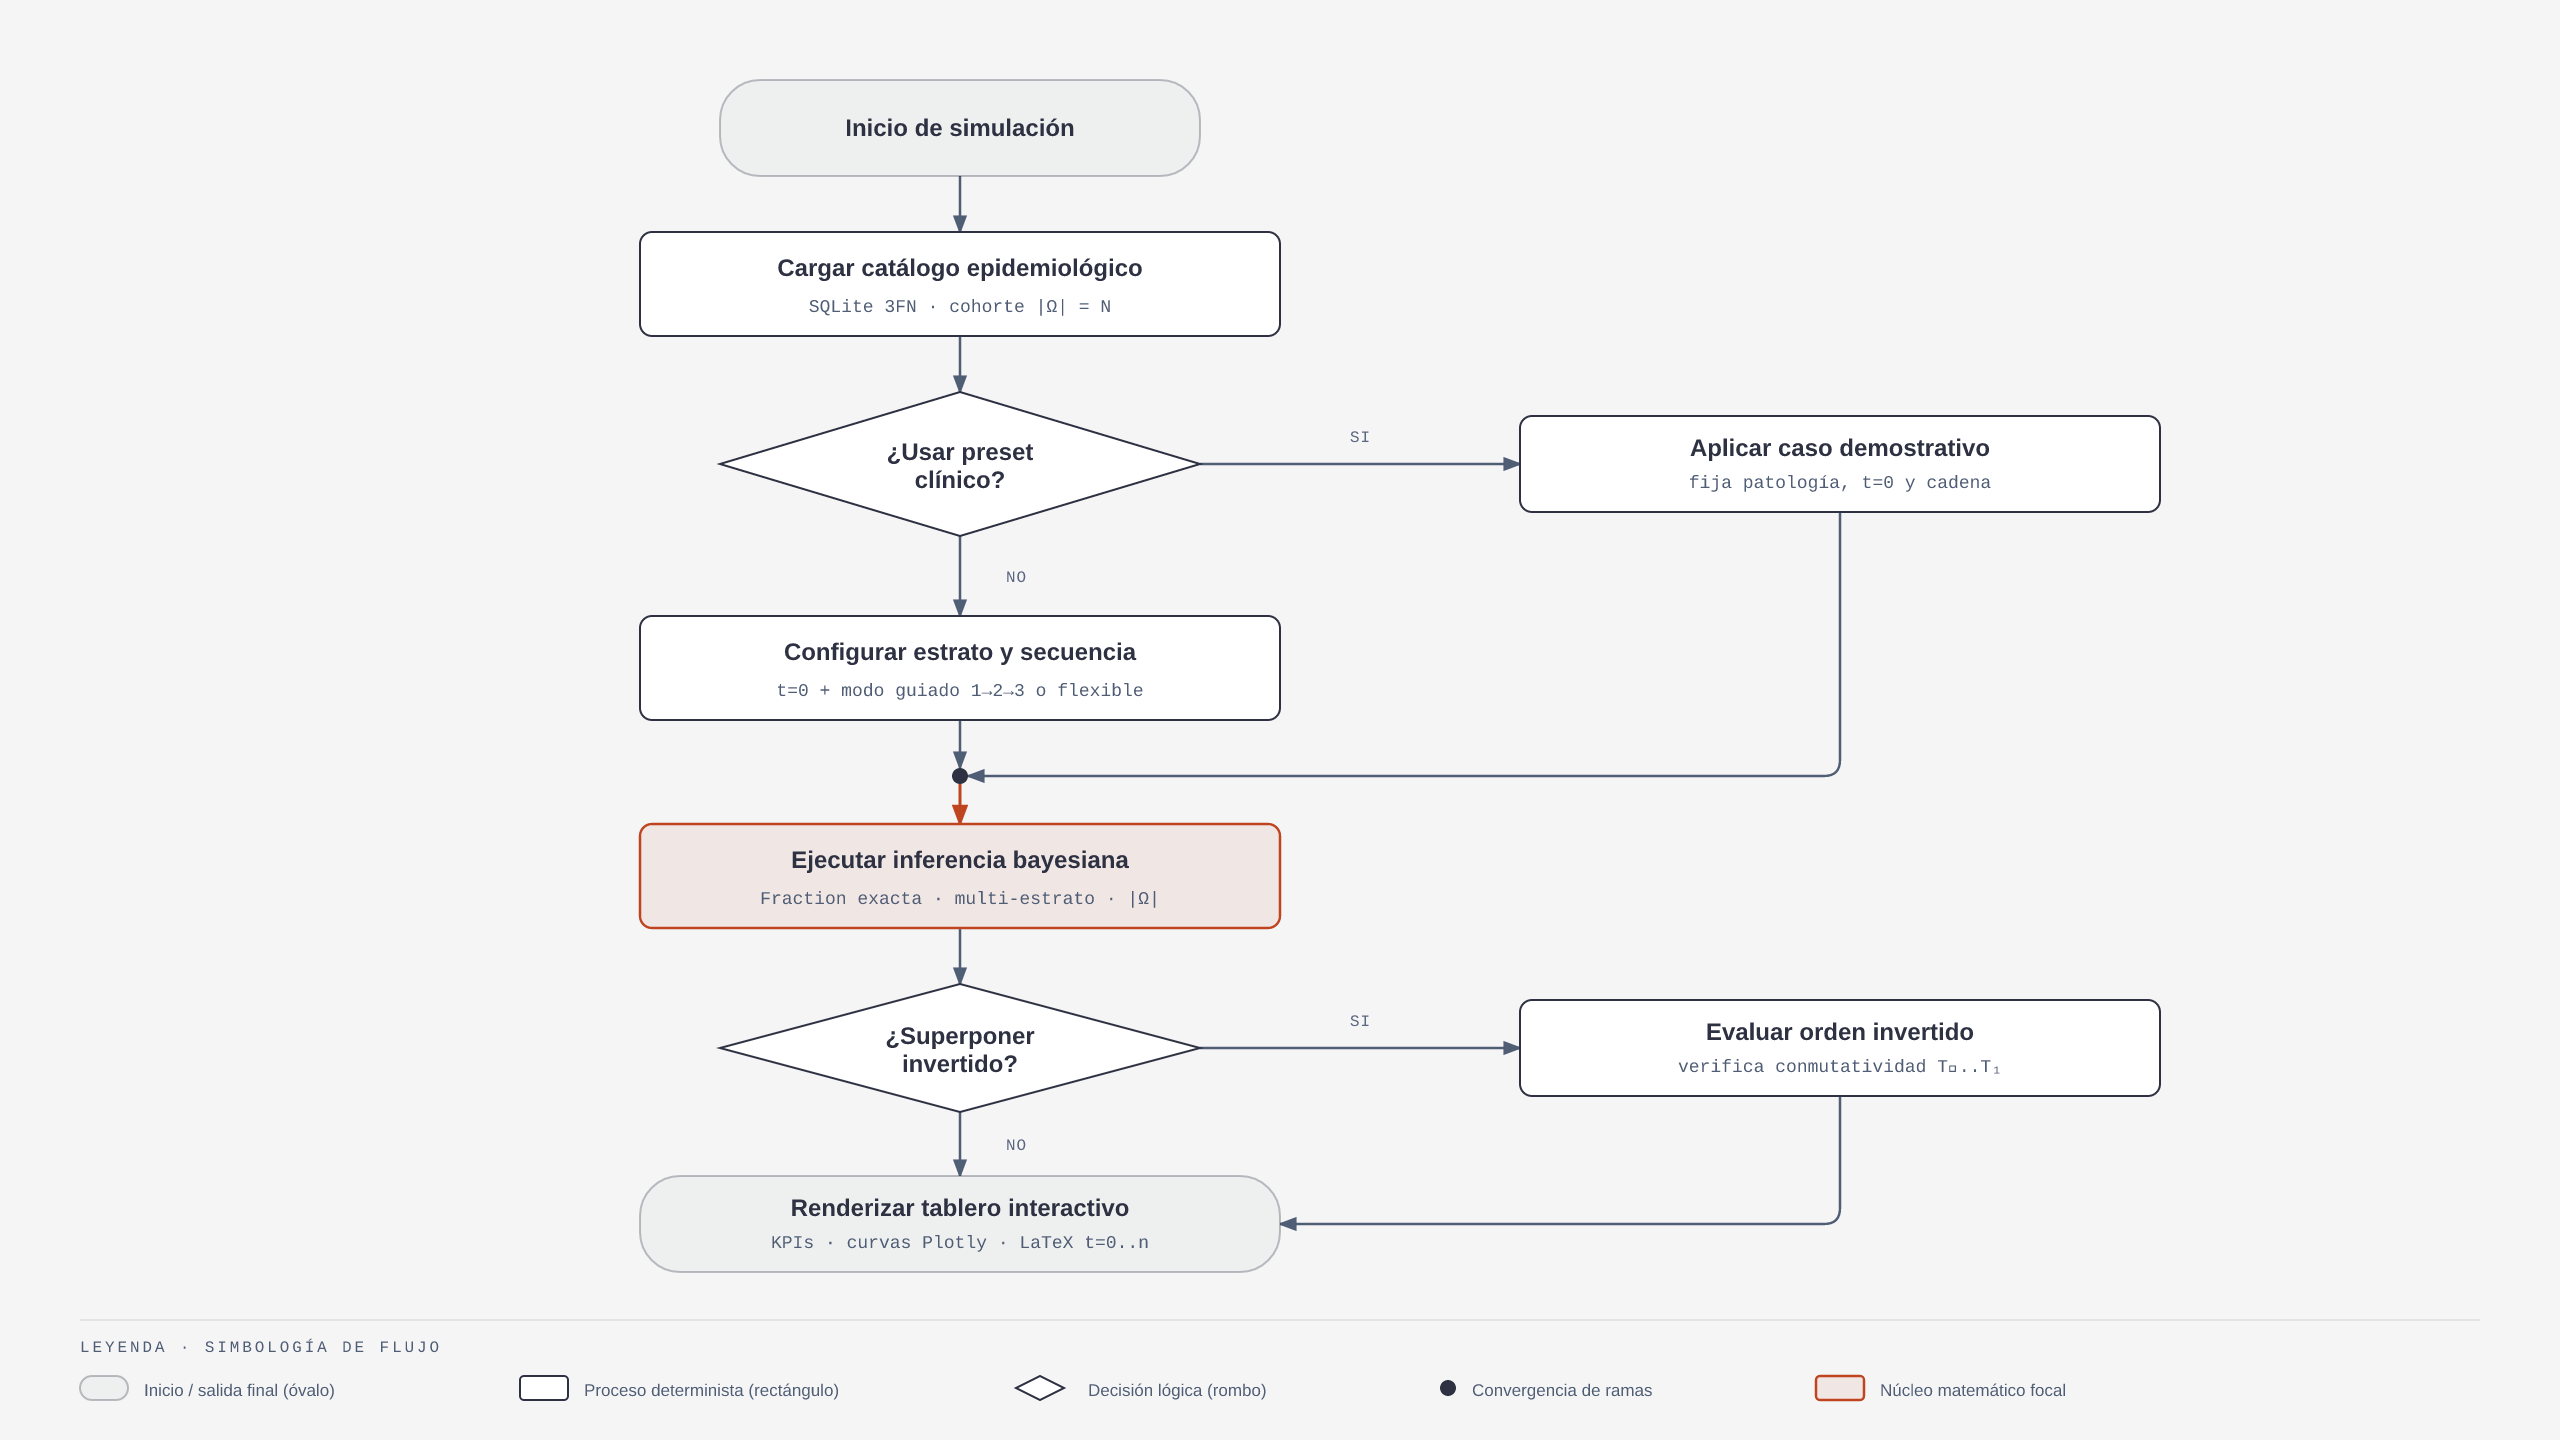 Inicio de simulación
Cargar catálogo epidemiológico
SQLite 3FN · cohorte |Ω| = N
¿Usar preset
clínico?
SI
Aplicar caso demostrativo
fija patología, t=0 y cadena
NO
Configurar estrato y secuencia
t=0 + modo guiado 1→2→3 o flexible
Ejecutar inferencia bayesiana
Fraction exacta · multi-estrato · |Ω|
¿Superponer
invertido?
SI
Evaluar orden invertido
verifica conmutatividad T▯..T₁
NO
Renderizar tablero interactivo
KPIs · curvas Plotly · LaTeX t=0..n
LEYENDA · SIMBOLOGÍA DE FLUJO
Inicio / salida final (óvalo)
Proceso determinista (rectángulo)
Decisión lógica (rombo)
Convergencia de ramas
Núcleo matemático focal